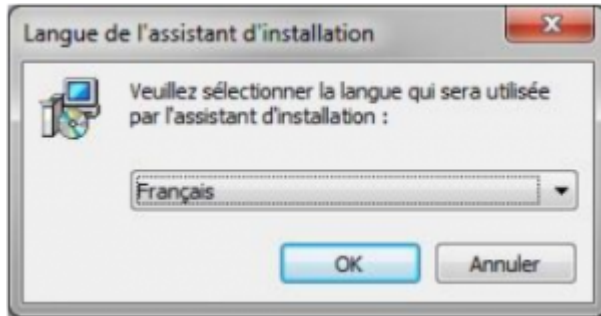 Langue de l'assistant d'installation
Veuillez sélectionner la langue qui sera utilisée
par l'assistant d'installation :
Français
OK
Annuler